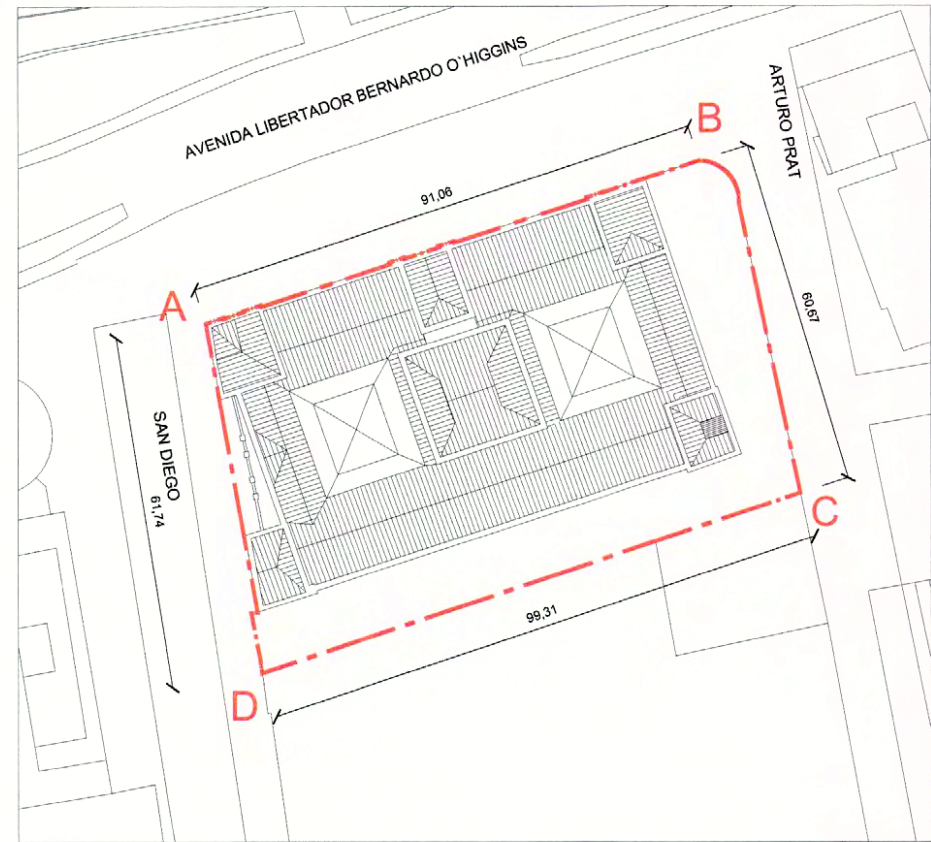 AVENIDA LIBERTADOR BERNARDO O`HIGGINS
ARTURO PRAT
B
91,06
A
60,67
SAN DIEGO
61,74
C
99,31
D